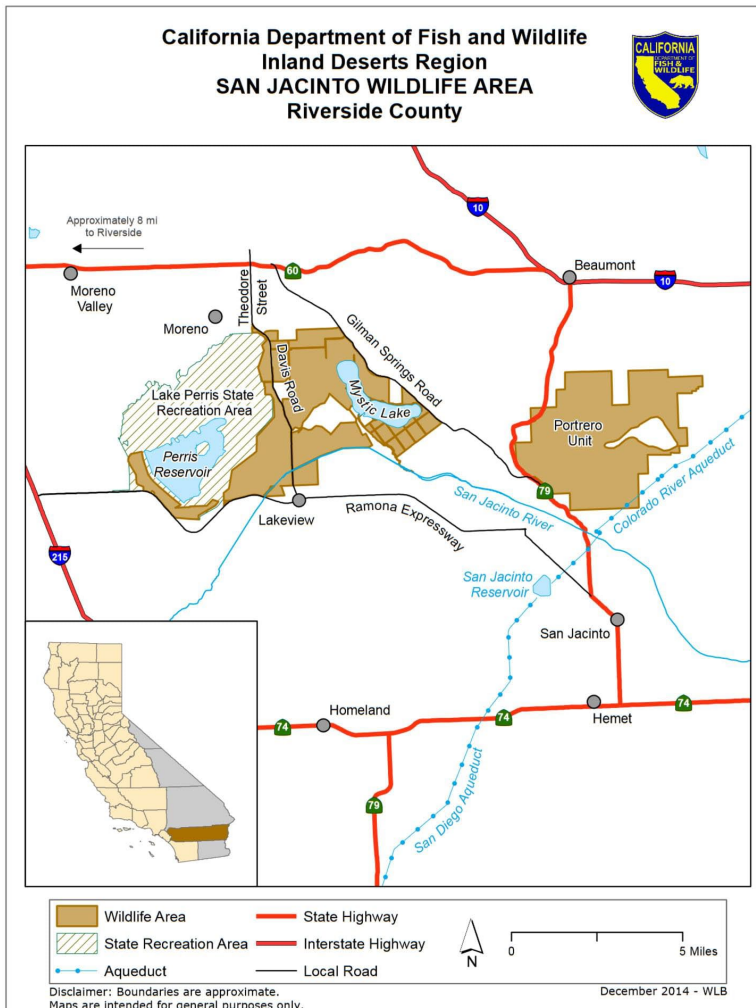 California Department of Fish and Wildlife
Inland Deserts Region
SAN JACINTO WILDLIFE AREA
Riverside County
CALIFORNIA
DEPARTMENT OF
FISH &
WILDLIFE
Approximately 8 mi
to Riverside
10
60
Beaumont
10
Moreno
Valley
Theodore
Street
Moreno
Gilman Springs Road
Davis Road
Mystic Lake
Lake Perris State
Recreation Area
Portrero
Unit
Perris
Reservoir
79
Colorado River Aqueduct
San Jacinto River
Lakeview
Ramona Expressway
215
San Jacinto
Reservoir
San Jacinto
Homeland
Hemet
74
74
74
79
San Diego Aqueduct
Wildlife Area
State Highway
State Recreation Area
Interstate Highway
Aqueduct
Local Road
N
0
5 Miles
Disclaimer: Boundaries are approximate.
Maps are intended for general purposes only.
December 2014 - WLB